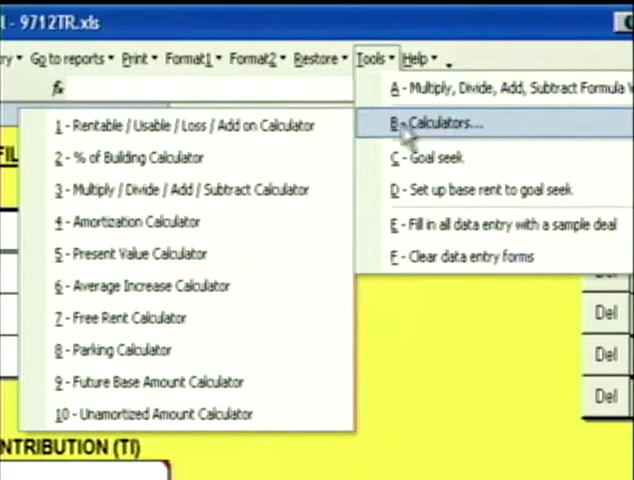 - 9712TR.xls
Go to reports Print Format1 Format2 Restore Tools Help
fx
A - Multiply, Divide, Add, Subtract Formula
1 - Rentable / Usable / Loss / Add on Calculator
B - Calculators...
2 - % of Building Calculator
C - Goal seek
3 - Multiply / Divide / Add / Subtract Calculator
D - Set up base rent to goal seek
4 - Amortization Calculator
E - Fill in all data entry with a sample deal
5 - Present Value Calculator
F - Clear data entry forms
6 - Average Increase Calculator
7 - Free Rent Calculator
Del
8 - Parking Calculator
Del
9 - Future Base Amount Calculator
Del
10 - Unamortized Amount Calculator
NTRIBUTION (TI)